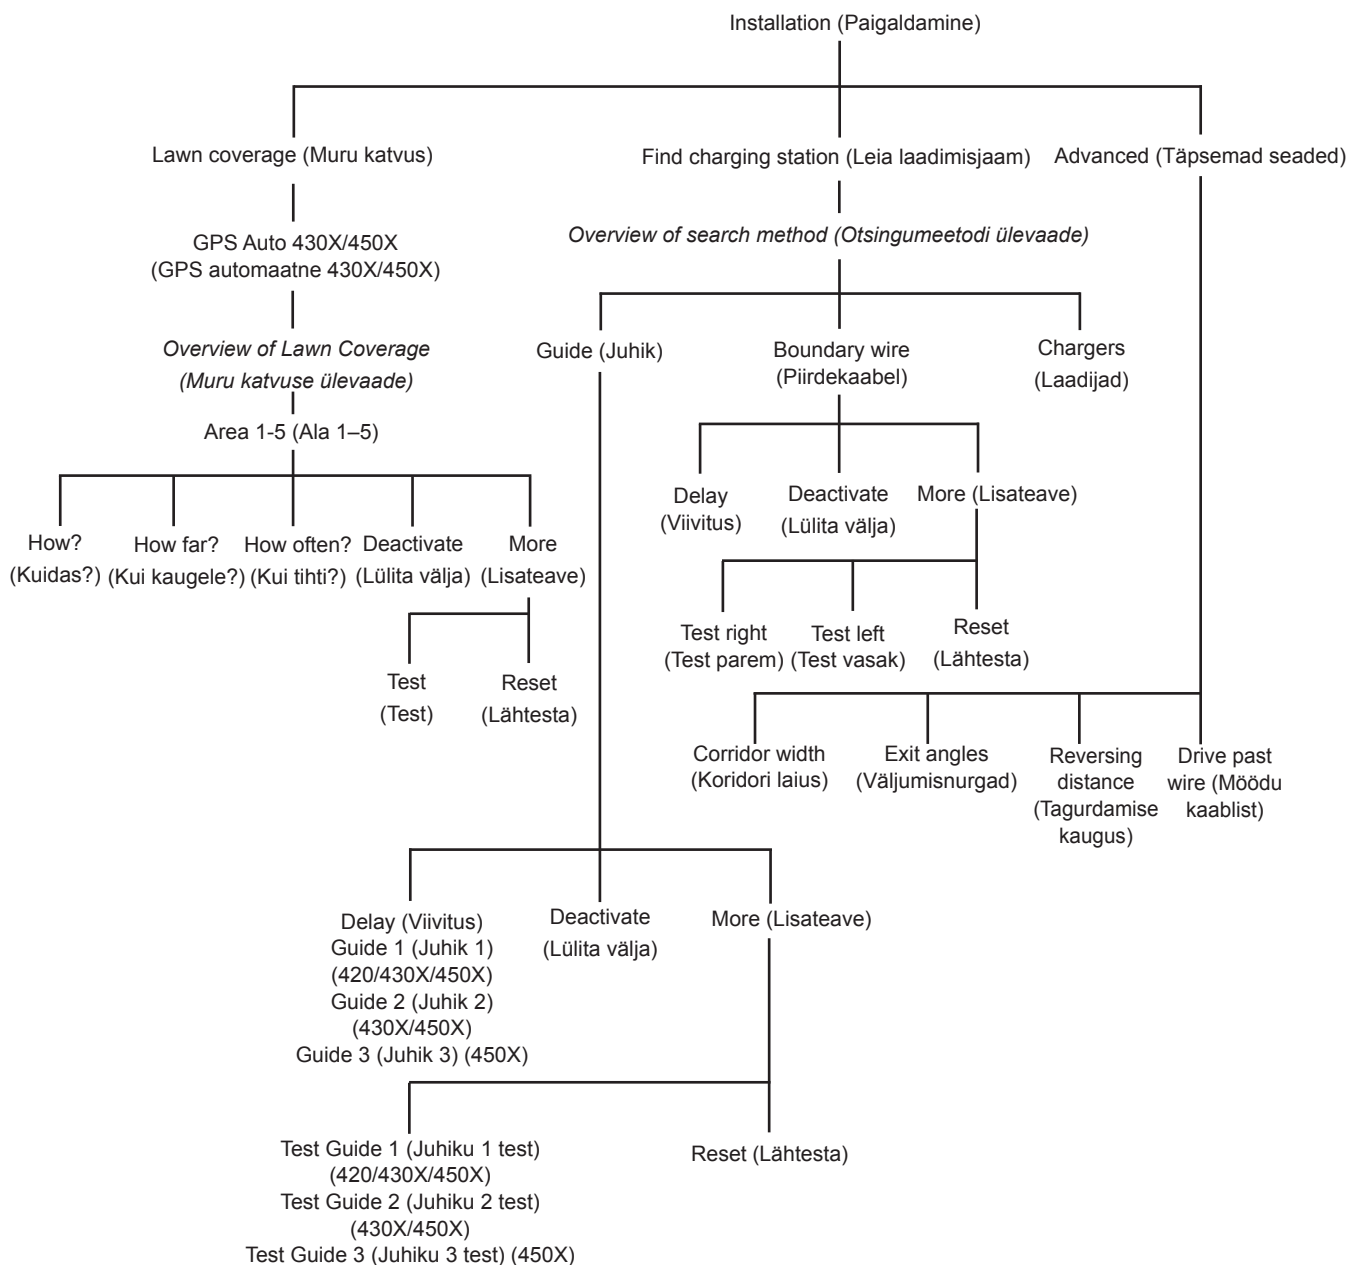 Installation (Paigaldamine)
Lawn coverage (Muru katvus)
Find charging station (Leia laadimisjaam)
Advanced (Täpsemad seaded)
GPS Auto 430X/450X
(GPS automaatne 430X/450X)
Overview of search method (Otsingumeetodi ülevaade)
Overview of Lawn Coverage
(Muru katvuse ülevaade)
Guide (Juhik)
Boundary wire
(Piirdekaabel)
Chargers
(Laadijad)
Area 1-5 (Ala 1–5)
How?
(Kuidas?)
How far?
(Kui kaugele?)
How often?
(Kui tihti?)
Deactivate
(Lülita välja)
More
(Lisateave)
Delay
(Viivitus)
Deactivate
(Lülita välja)
More (Lisateave)
Test
(Test)
Reset
(Lähtesta)
Test right
(Test parem)
Test left
(Test vasak)
Reset
(Lähtesta)
Corridor width
(Koridori laius)
Exit angles
(Väljumisnurgad)
Reversing
distance
(Tagurdamise
kaugus)
Drive past
wire (Möödu
kaablist)
Delay (Viivitus)
Guide 1 (Juhik 1)
(420/430X/450X)
Guide 2 (Juhik 2)
(430X/450X)
Guide 3 (Juhik 3) (450X)
Deactivate
(Lülita välja)
More (Lisateave)
Test Guide 1 (Juhiku 1 test)
(420/430X/450X)
Test Guide 2 (Juhiku 2 test)
(430X/450X)
Test Guide 3 (Juhiku 3 test) (450X)
Reset (Lähtesta)